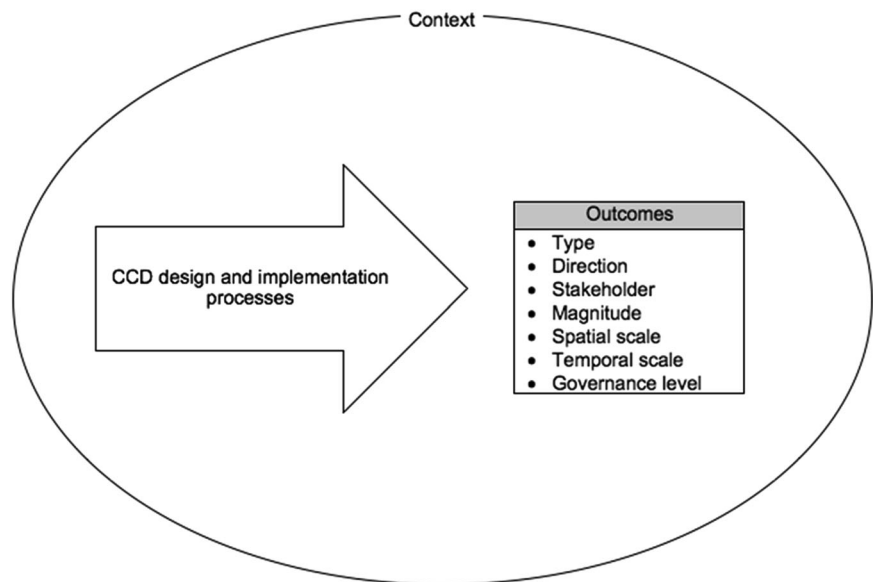 Context
CCD design and implementation
processes
Outcomes
• Type
• Direction
• Stakeholder
• Magnitude
• Spatial scale
• Temporal scale
• Governance level